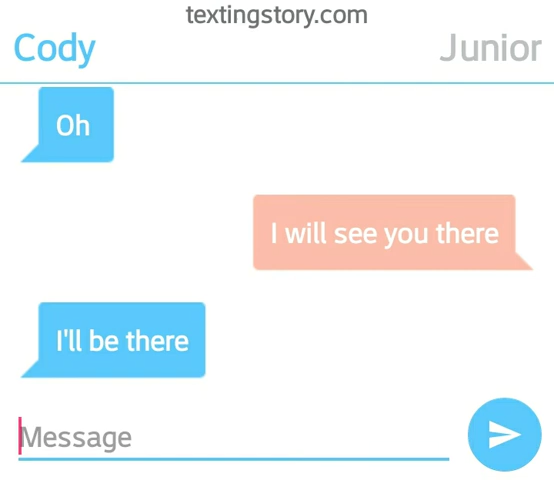 textingstory.com
Cody
Junior
Oh
I will see you there
I'll be there
Message